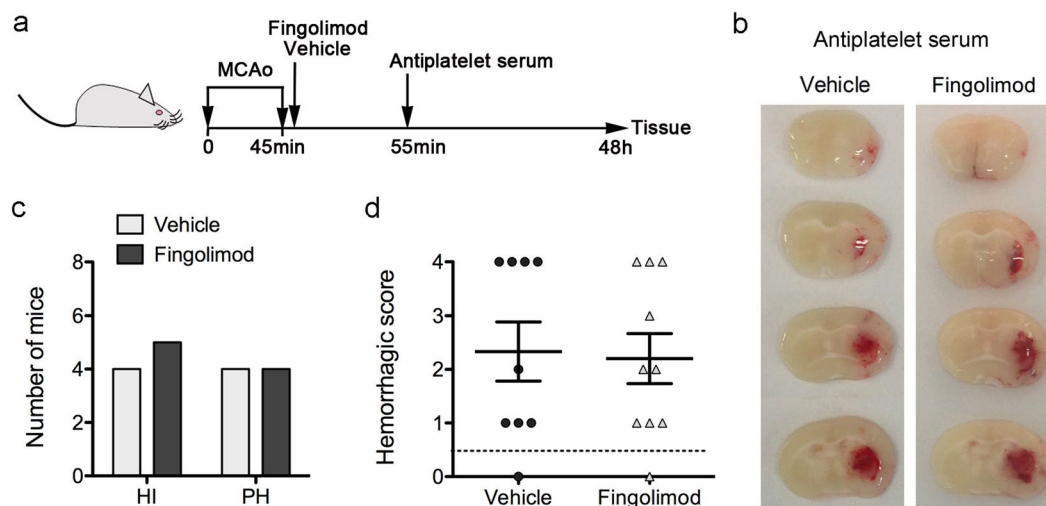 a
Fingolimod
Vehicle
MCAo
Antiplatelet serum
Tissue
0
45min
55min
48h
b
Antiplatelet serum
Vehicle
Fingolimod
c
Vehicle
Fingolimod
Number of mice
8
6
4
2
0
HI
PH
d
Hemorrhagic score
4
3
2
1
0
Vehicle
Fingolimod